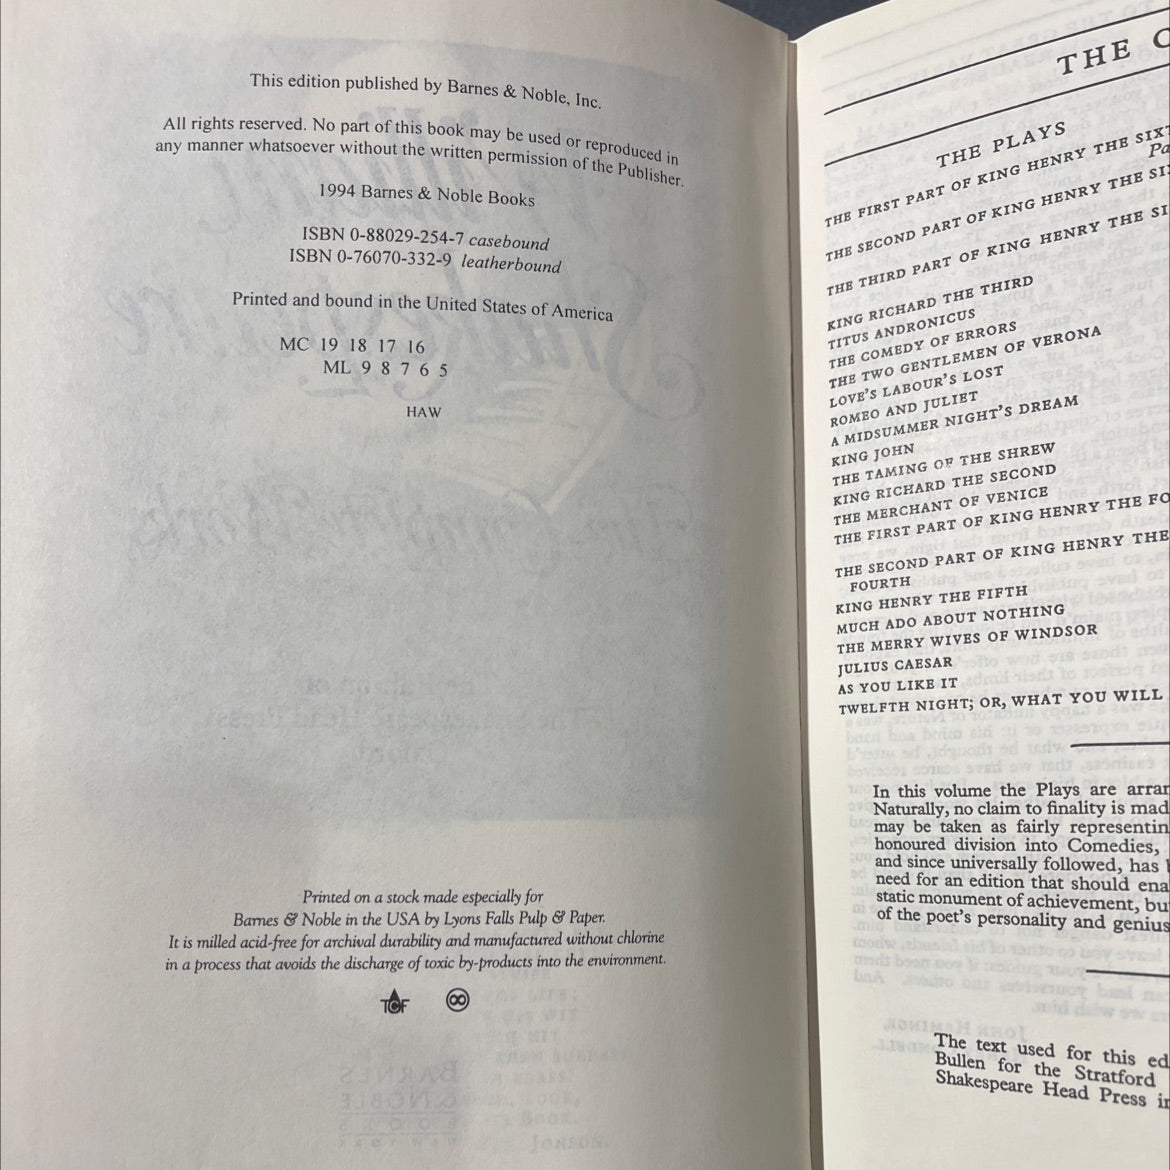 This edition published by Barnes & Noble, Inc.
All rights reserved. No part of this book may be used or reproduced in
any manner whatsoever without the written permission of the Publisher.
1994 Barnes & Noble Books
ISBN 0-88029-254-7 casebound
ISBN 0-76070-332-9 leatherbound
Printed and bound in the United States of America
MC 19 18 17 16
ML 9 8 7 6 5
HAW
Printed on a stock made especially for
Barnes & Noble in the USA by Lyons Falls Pulp & Paper.
It is milled acid-free for archival durability and manufactured without chlorine
in a process that avoids the discharge of toxic by-products into the environment.
TCF
THE
THE PLAYS
Pa
THE FIRST PART OF KING HENRY THE SIXT
THE SECOND PART OF KING HENRY THE SIX
THE THIRD PART OF KING HENRY THE SI
KING RICHARD THE THIRD
TITUS ANDRONICUS
THE COMEDY OF ERRORS
THE TWO GENTLEMEN OF VERONA
LOVE'S LABOUR'S LOST
ROMEO AND JULIET
A MIDSUMMER NIGHT'S DREAM
KING JOHN
THE TAMING OF THE SHREW
KING RICHARD THE SECOND
THE MERCHANT OF VENICE
THE FIRST PART OF KING HENRY THE FO
THE SECOND PART OF KING HENRY THE
FOURTH
KING HENRY THE FIFTH
MUCH ADO ABOUT NOTHING
THE MERRY WIVES OF WINDSOR
JULIUS CAESAR
AS YOU LIKE IT
TWELFTH NIGHT; OR, WHAT YOU WILL
In this volume the Plays are arran
Naturally, no claim to finality is mad
may be taken as fairly representin
honoured division into Comedies,
and since universally followed, has
need for an edition that should ena
static monument of achievement, bu
of the poet's personality and genius
The text used for this ed
Bullen for the Stratford
Shakespeare Head Press in